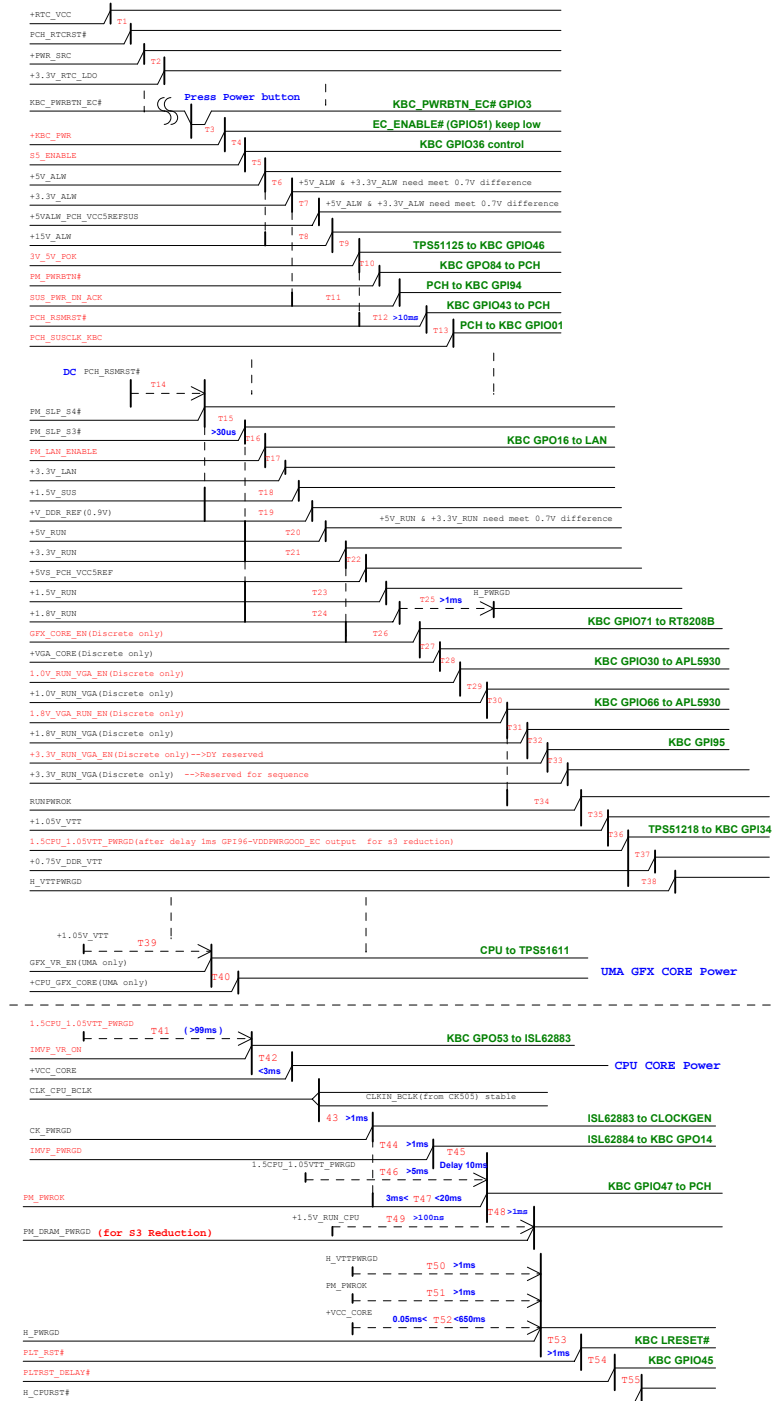 +RTC_VCC
T1
PCH_RTCRST#
+PWR_SRC
T2
+3.3V_RTC_LDO
Press Power button
KBC_PWRBTN_EC#
KBC_PWRBTN_EC# GPIO3
T3
EC_ENABLE# (GPIO51) keep low
+KBC_PWR
T4
KBC GPIO36 control
S5_ENABLE
T5
+5V_ALW
T6
+5V_ALW & +3.3V_ALW need meet 0.7V difference
+3.3V_ALW
T7
+5V_ALW & +3.3V_ALW need meet 0.7V difference
+5VALW_PCH_VCC5REFSUS
+15V_ALW
T8
T9
TPS51125 to KBC GPIO46
3V_5V_POK
T10
KBC GPO84 to PCH
PM_PWRBTN#
PCH to KBC GPI94
SUS_PWR_DN_ACK
T11
KBC GPIO43 to PCH
PCH_RSMRST#
T12 >10ms
PCH to KBC GPIO01
T13
PCH_SUSCLK_KBC
DC PCH_RSMRST#
T14
PM_SLP_S4#
T15
PM_SLP_S3#
>30us
T16
KBC GPO16 to LAN
PM_LAN_ENABLE
T17
+3.3V_LAN
+1.5V_SUS
T18
+V_DDR_REF(0.9V)
T19
+5V_RUN & +3.3V_RUN need meet 0.7V difference
+5V_RUN
T20
+3.3V_RUN
T21
T22
+5VS_PCH_VCC5REF
+1.5V_RUN
T23
T25 >1ms
H_PWRGD
+1.8V_RUN
T24
KBC GPIO71 to RT8208B
GFX_CORE_EN(Discrete only)
T26
T27
+VGA_CORE(Discrete only)
T28
KBC GPIO30 to APL5930
1.0V_RUN_VGA_EN(Discrete only)
T29
+1.0V_RUN_VGA(Discrete only)
T30
KBC GPIO66 to APL5930
1.8V_VGA_RUN_EN(Discrete only)
T31
+1.8V_RUN_VGA(Discrete only)
T32
KBC GPI95
+3.3V_RUN_VGA_EN(Discrete only)-->DY reserved
T33
+3.3V_RUN_VGA(Discrete only) -->Reserved for sequence
RUNPWROK
T34
T35
+1.05V_VTT
TPS51218 to KBC GPI34
1.5CPU_1.05VTT_PWRGD(after delay 1ms GPI96-VDDPWRGOOD_EC output for s3 reduction)
T36
+0.75V_DDR_VTT
T37
H_VTTPWRGD
T38
+1.05V_VTT
T39
CPU to TPS51611
GFX_VR_EN(UMA only)
UMA GFX CORE Power
T40
+CPU_GFX_CORE(UMA only)
1.5CPU_1.05VTT_PWRGD
T41 (>99ms)
KBC GPO53 to ISL62883
IMVP_VR_ON
T42
CPU CORE Power
+VCC_CORE
<3ms
CLK_CPU_BCLK
CLKIN_BCLK(from CK505) stable
43 >1ms
ISL62883 to CLOCKGEN
CK_PWRGD
T44 >1ms
ISL62884 to KBC GPO14
IMVP_PWRGD
T45
1.5CPU_1.05VTT_PWRGD
Delay 10ms
T46 >5ms
KBC GPIO47 to PCH
PM_PWROK
3ms< T47 <20ms
T48 >1ms
+1.5V_RUN_CPU
T49 >100ns
PM_DRAM_PWRGD (for S3 Reduction)
H_VTTPWRGD
T50 >1ms
PM_PWROK
T51 >1ms
+VCC_CORE
0.05ms< T52 <650ms
H_PWRGD
T53
KBC LRESET#
PLT_RST#
>1ms
T54
KBC GPIO45
PLTRST_DELAY#
T55
H_CPURST#